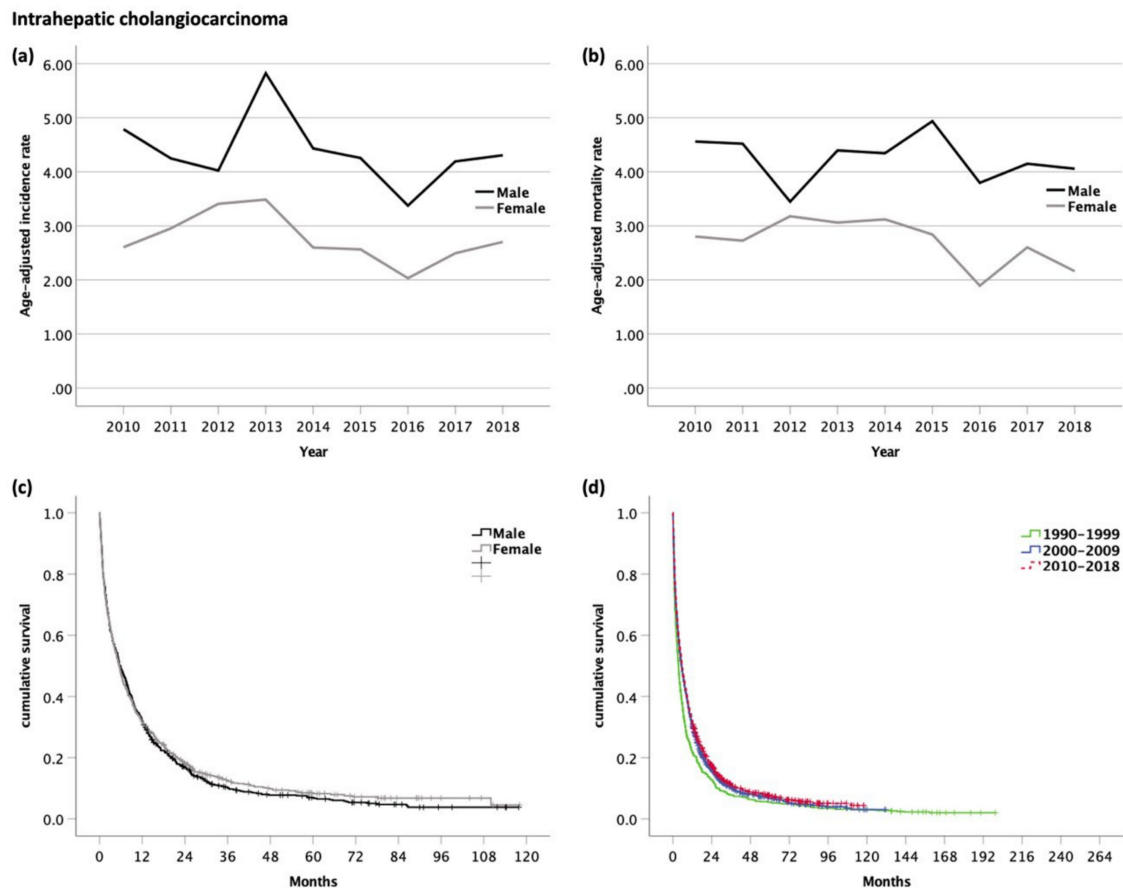 Intrahepatic cholangiocarcinoma
(a)
6.00
5.00
4.00
3.00
2.00
1.00
.00
Age-adjusted incidence rate
Male
Female
2010 2011 2012 2013 2014 2015 2016 2017 2018
Year
(b)
6.00
5.00
4.00
3.00
2.00
1.00
.00
Age-adjusted mortality rate
Male
Female
2010 2011 2012 2013 2014 2015 2016 2017 2018
Year
(c)
1.0
0.8
0.6
0.4
0.2
0.0
cumulative survival
Male
Female
0 12 24 36 48 60 72 84 96 108 120
Months
(d)
1.0
0.8
0.6
0.4
0.2
0.0
cumulative survival
1990-1999
2000-2009
2010-2018
0 24 48 72 96 120 144 168 192 216 240 264
Months